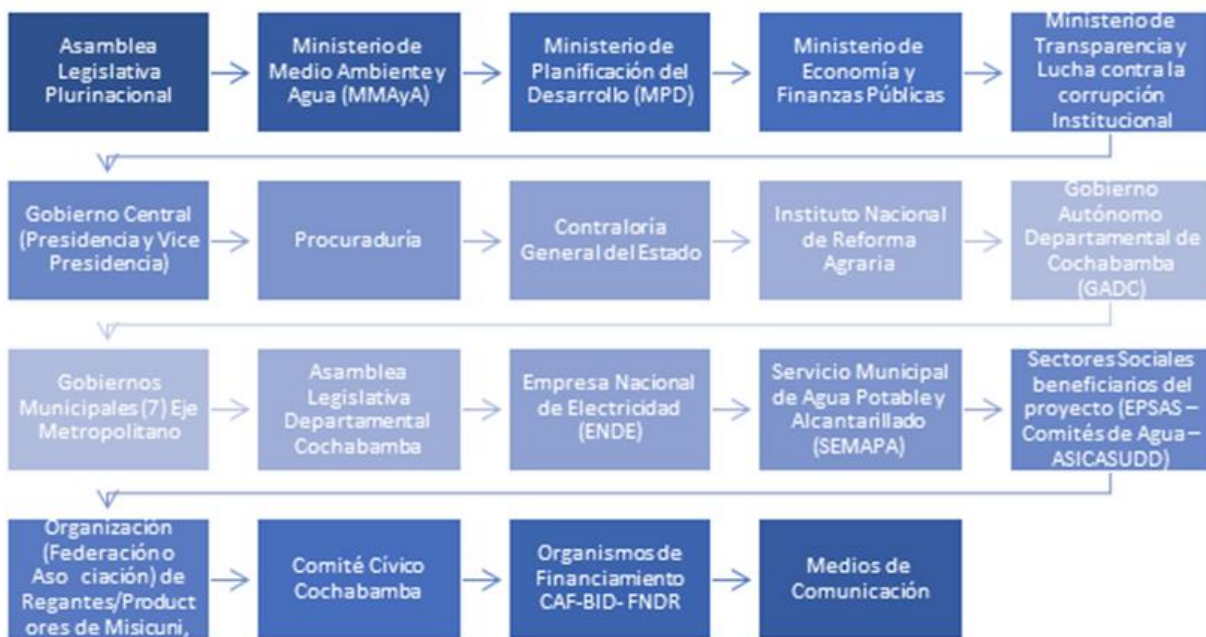 Asamblea
Legislativa
Plurinacional
Ministerio de
Medio Ambiente y
Agua (MMAyA)
Ministerio de
Planificación del
Desarrollo (MPD)
Ministerio de
Economía y
Finanzas Públicas
Ministerio de
Transparencia y
Lucha contra la
corrupción
Institucional
Gobierno Central
(Presidencia y Vice
Presidencia)
Procuraduría
Contraloría
General del Estado
Instituto Nacional
de Reforma
Agraria
Gobierno
Autónomo
Departamental de
Cochabamba
(GADC)
Gobiernos
Municipales (7) Eje
Metropolitano
Asamblea
Legislativa
Departamental
Cochabamba
Empresa Nacional
de Electricidad
(ENDE)
Servicio Municipal
de Agua Potable y
Alcantarillado
(SEMAPA)
Sectores Sociales
beneficiarios del
proyecto (EPSAS –
Comités de Agua –
ASICASUDD)
Organización
(Federación o
Aso ciación) de
Regantes/Product
ores de Misicuni,
Comité Cívico
Cochabamba
Organismos de
Financiamiento
CAF-BID- FNDR
Medios de
Comunicación